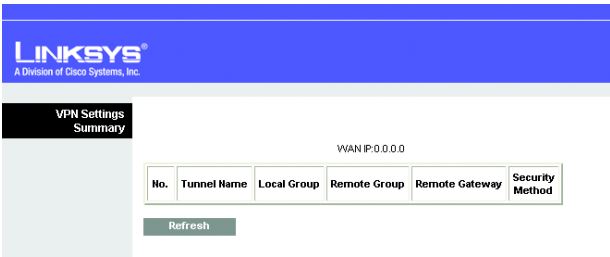 LINKSYS®
A Division of Cisco Systems, Inc.
VPN Settings
Summary
WAN IP:0.0.0.0
No. Tunnel Name Local Group Remote Group Remote Gateway Security Method
Refresh